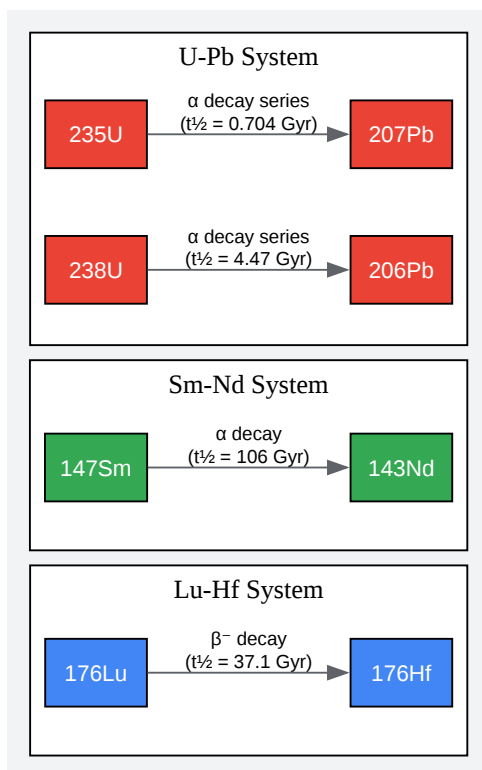 U-Pb System
α decay series
(t½ = 0.704 Gyr)
235U
207Pb
α decay series
(t½ = 4.47 Gyr)
238U
206Pb
Sm-Nd System
α decay
(t½ = 106 Gyr)
147Sm
143Nd
Lu-Hf System
β⁻ decay
(t½ = 37.1 Gyr)
176Lu
176Hf